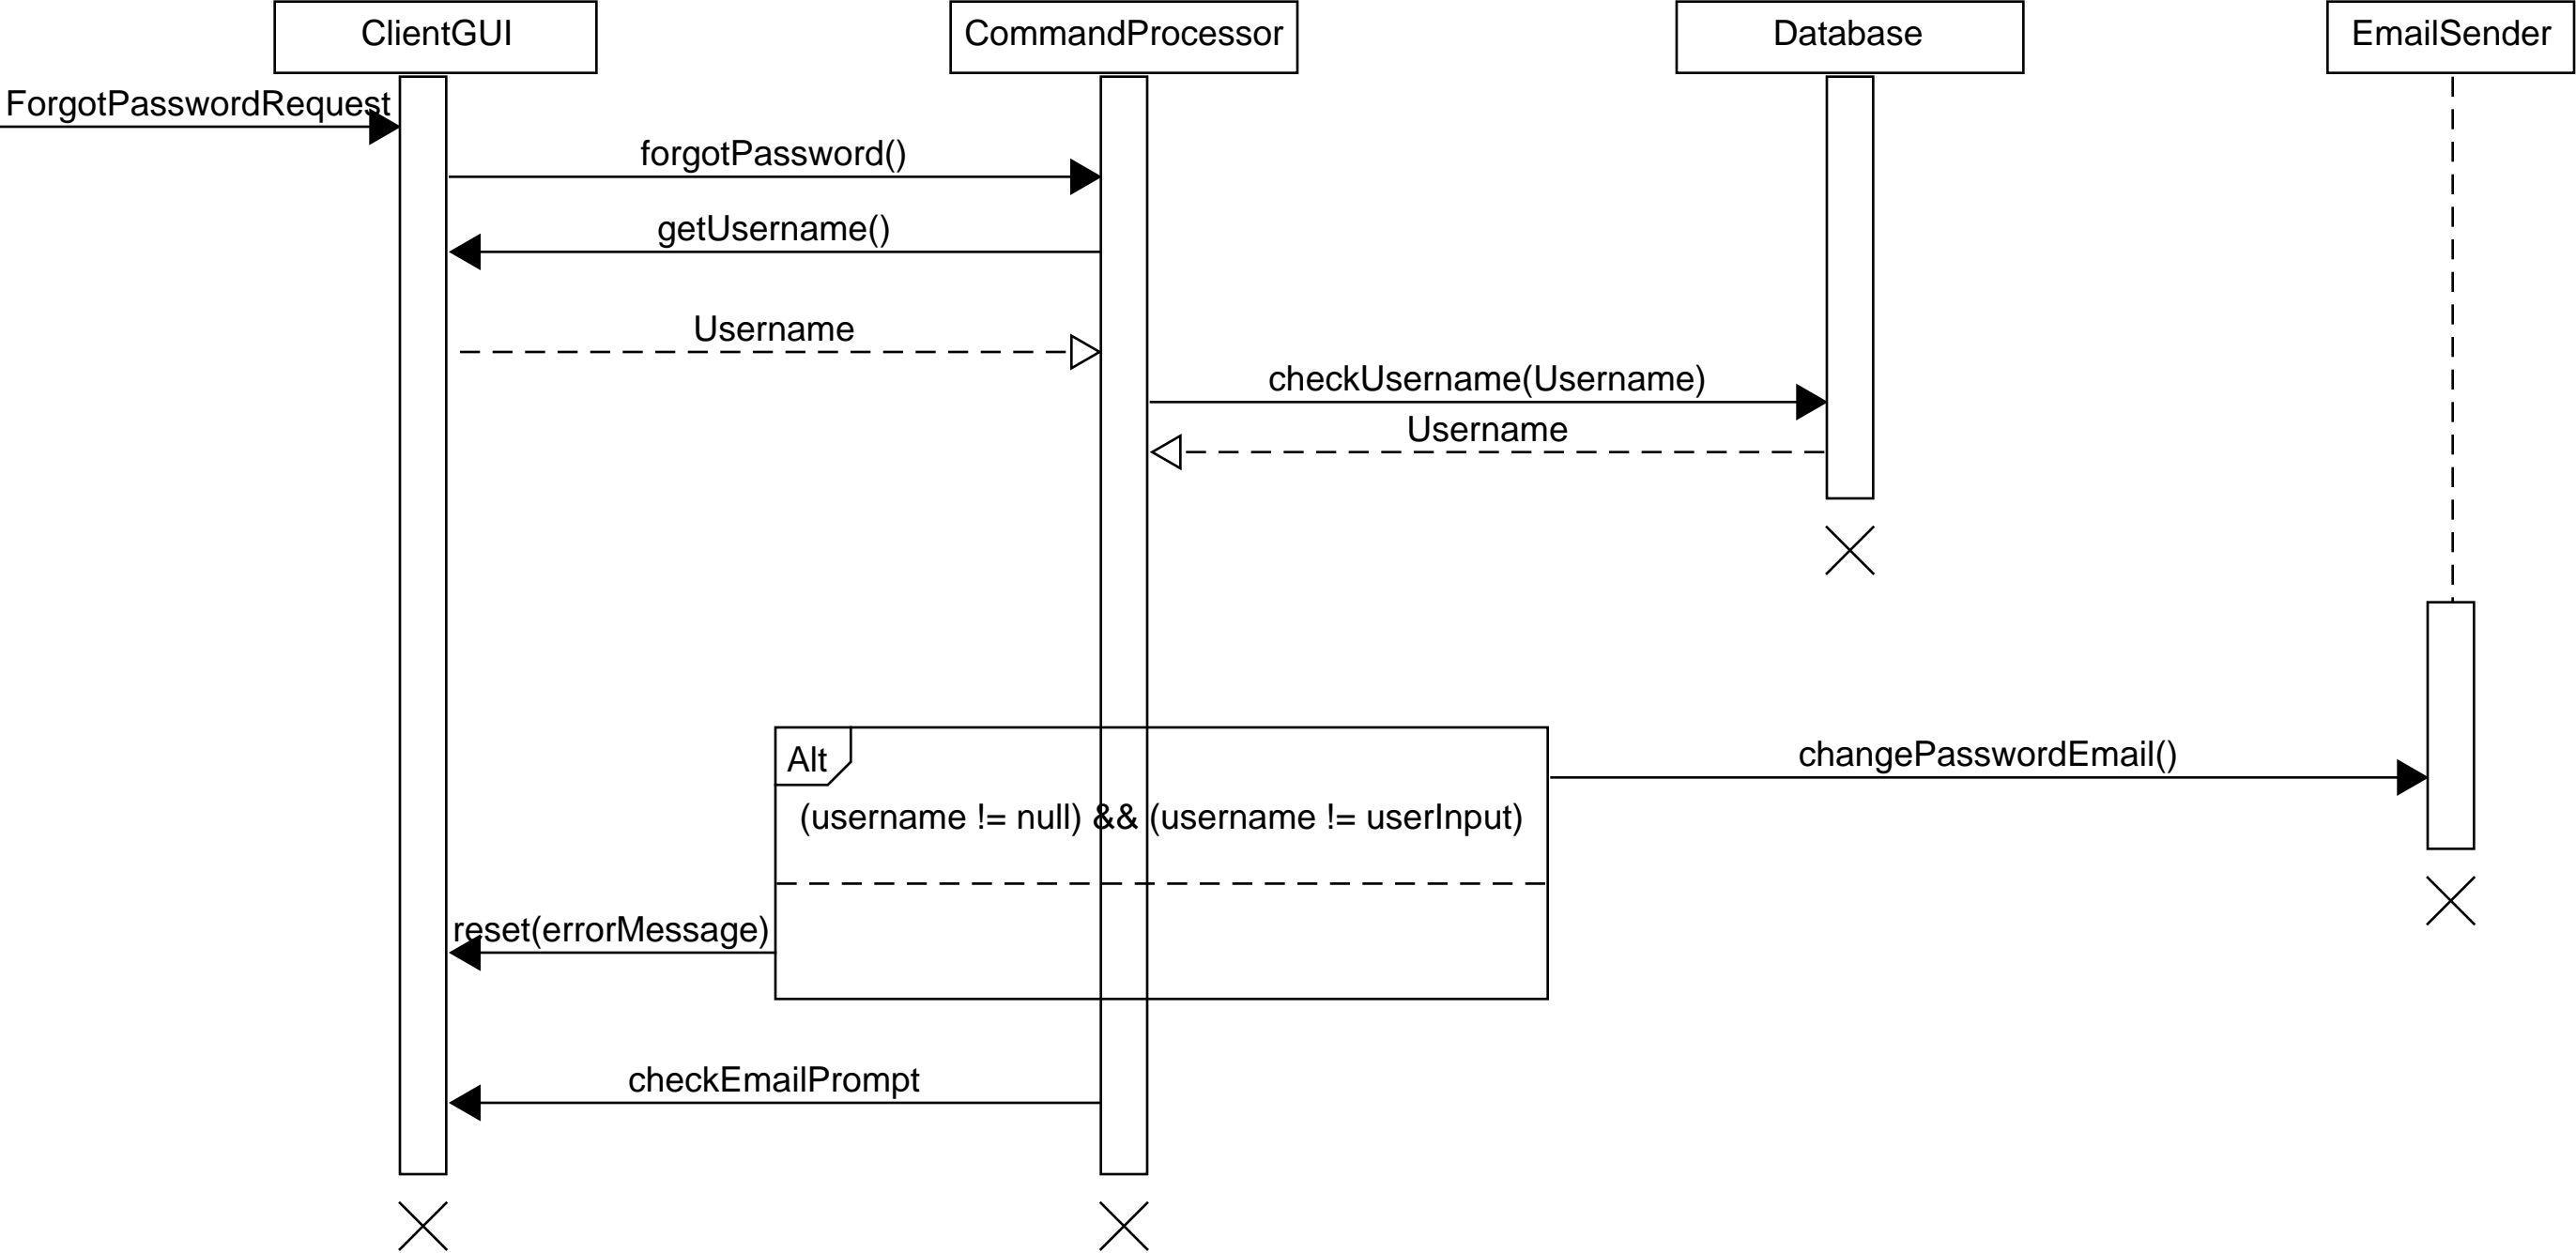 ClientGUI
CommandProcessor
Database
EmailSender
ForgotPasswordRequest
forgotPassword()
getUsername()
Username
checkUsername(Username)
Username
Alt
changePasswordEmail()
(username != null) && (username != userInput)
reset(errorMessage)
checkEmailPrompt